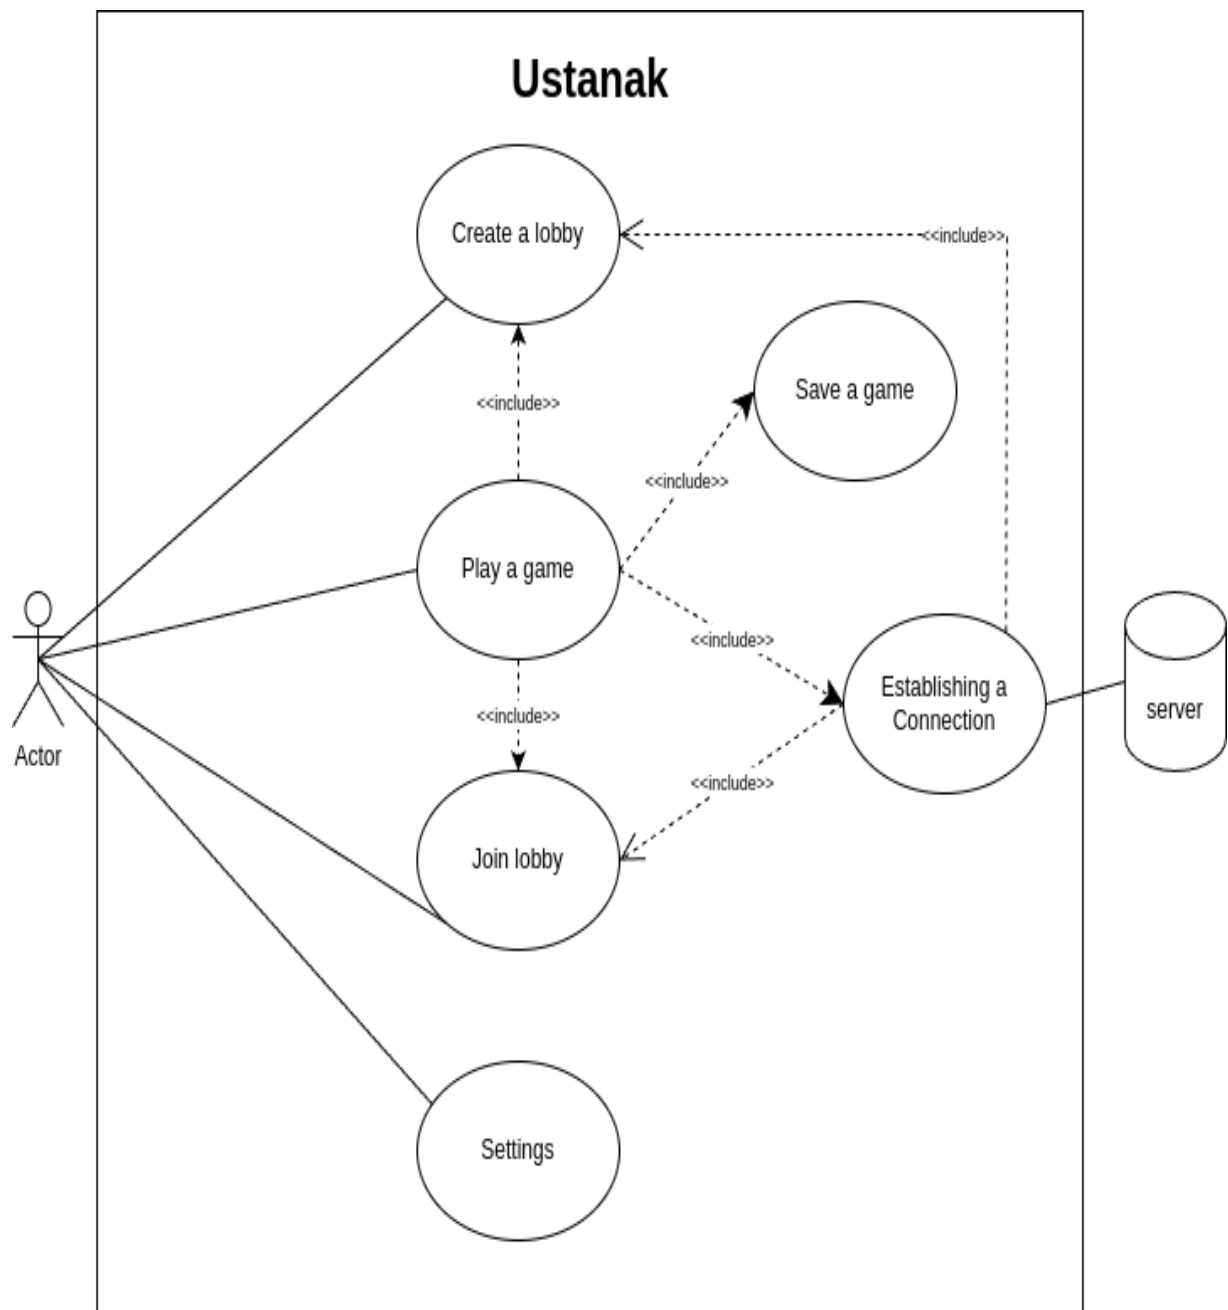 Ustanak
Create a lobby
<<include>>
<<include>>
Save a game
<<include>>
Play a game
<<include>>
Establishing a
Connection
server
<<include>>
Actor
<<include>>
Join lobby
Settings